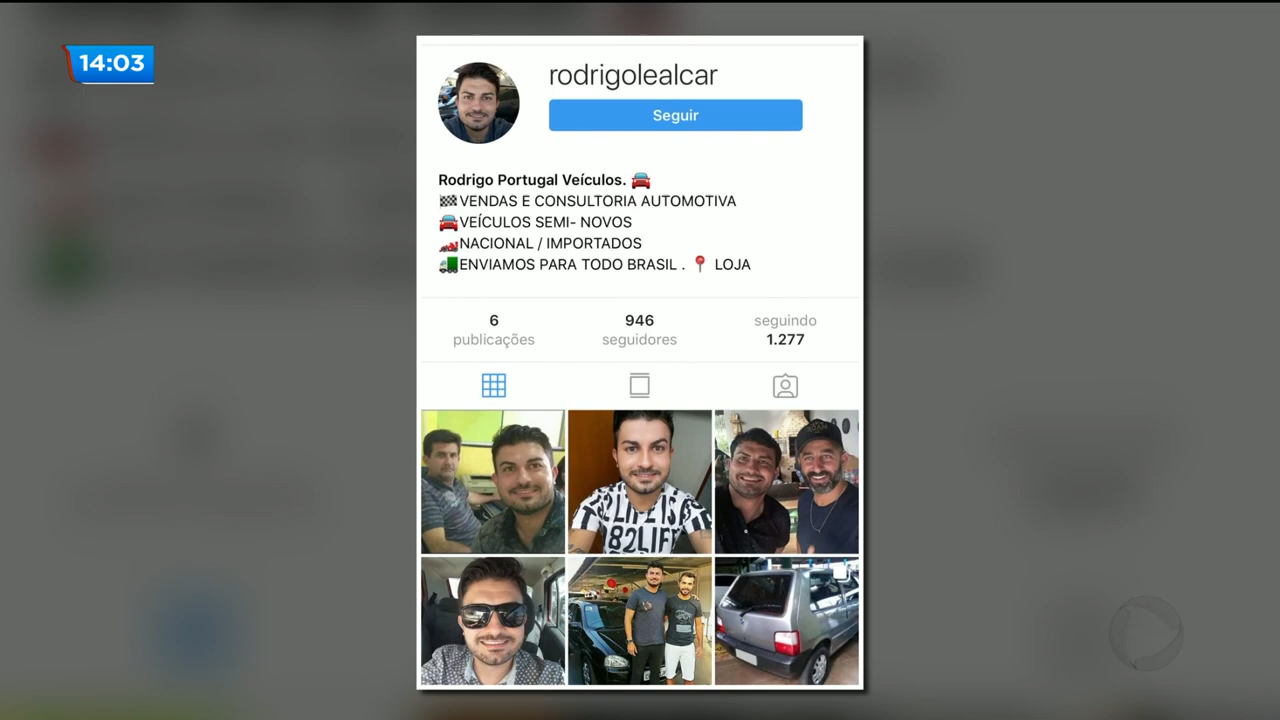 14:03
rodrigolealcar
Seguir
Rodrigo Portugal Veículos.
VENDAS E CONSULTORIA AUTOMOTIVA
VEÍCULOS SEMI- NOVOS
NACIONAL / IMPORTADOS
ENVIAMOS PARA TODO BRASIL . LOJA
6 946 seguindo
publicações seguidores 1.277
82LIFE